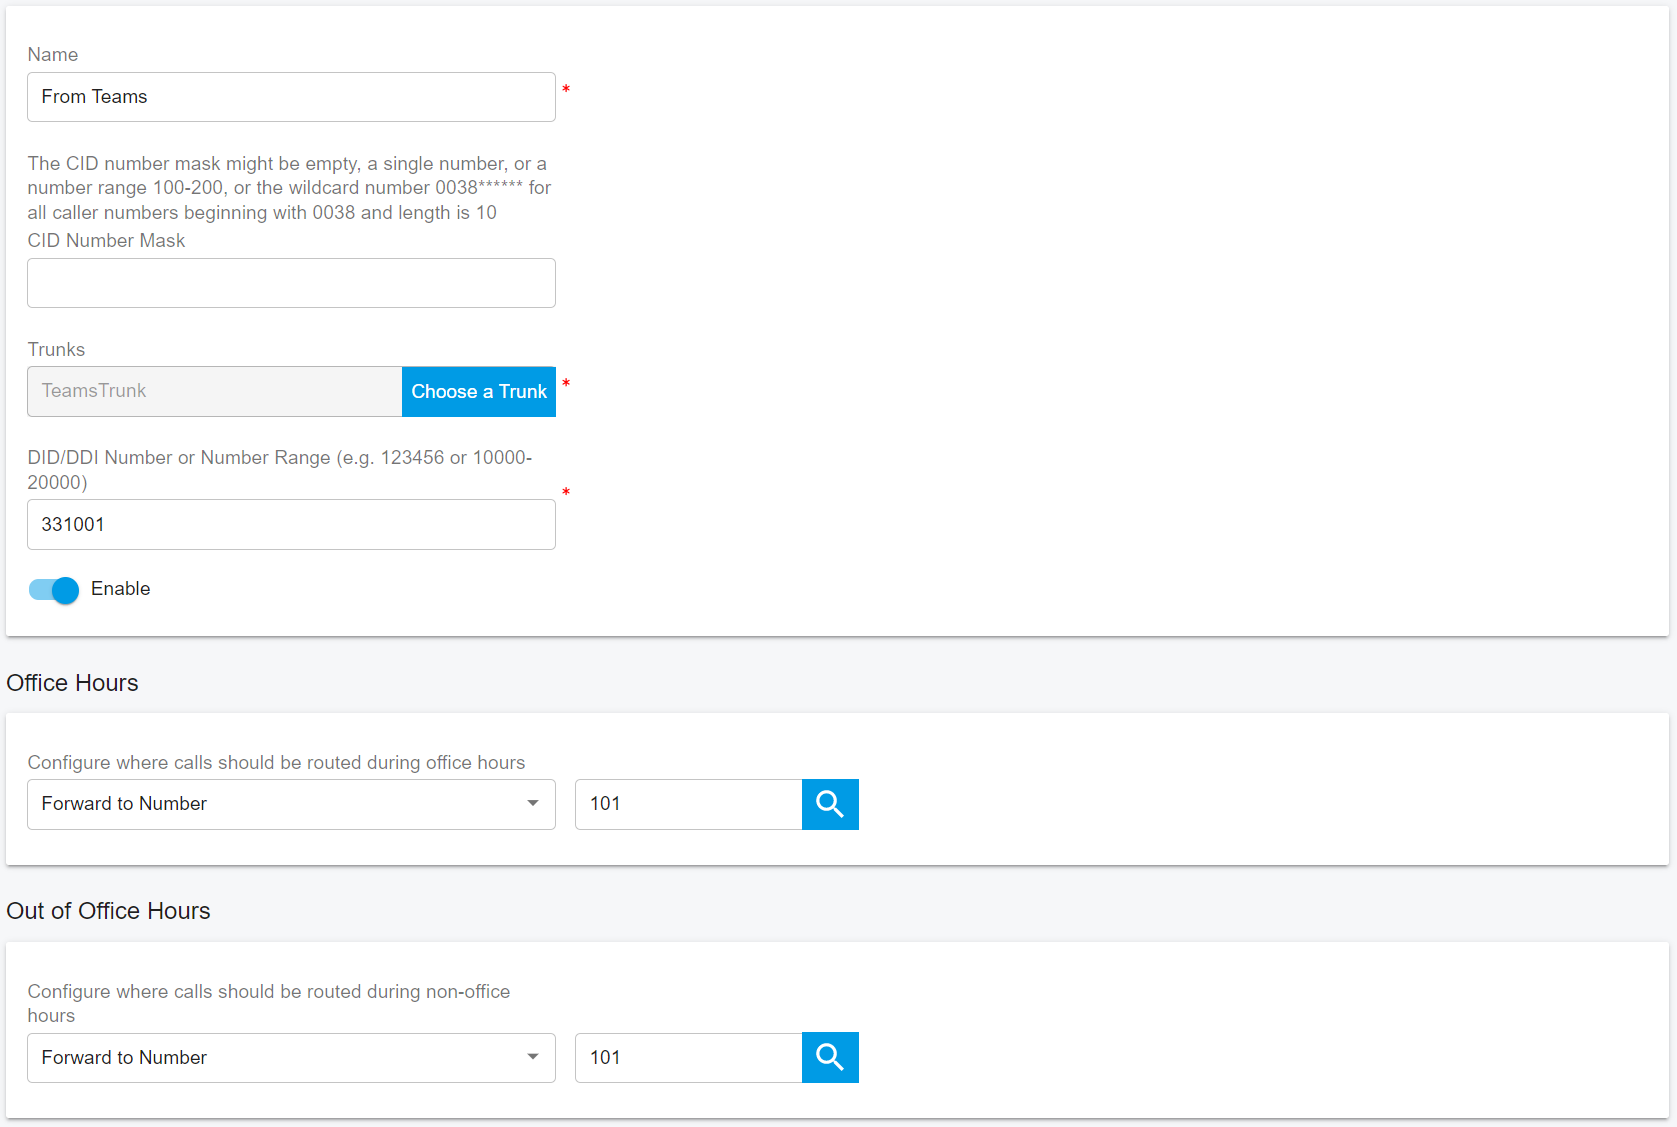 Name
From Teams *
The CID number mask might be empty, a single number, or a
number range 100-200, or the wildcard number 0038****** for
all caller numbers beginning with 0038 and length is 10
CID Number Mask
Trunks
TeamsTrunk Choose a Trunk *
DID/DDI Number or Number Range (e.g. 123456 or 10000-
20000)
*
331001
Enable
Office Hours
Configure where calls should be routed during office hours
Forward to Number 101
Out of Office Hours
Configure where calls should be routed during non-office
hours
Forward to Number 101